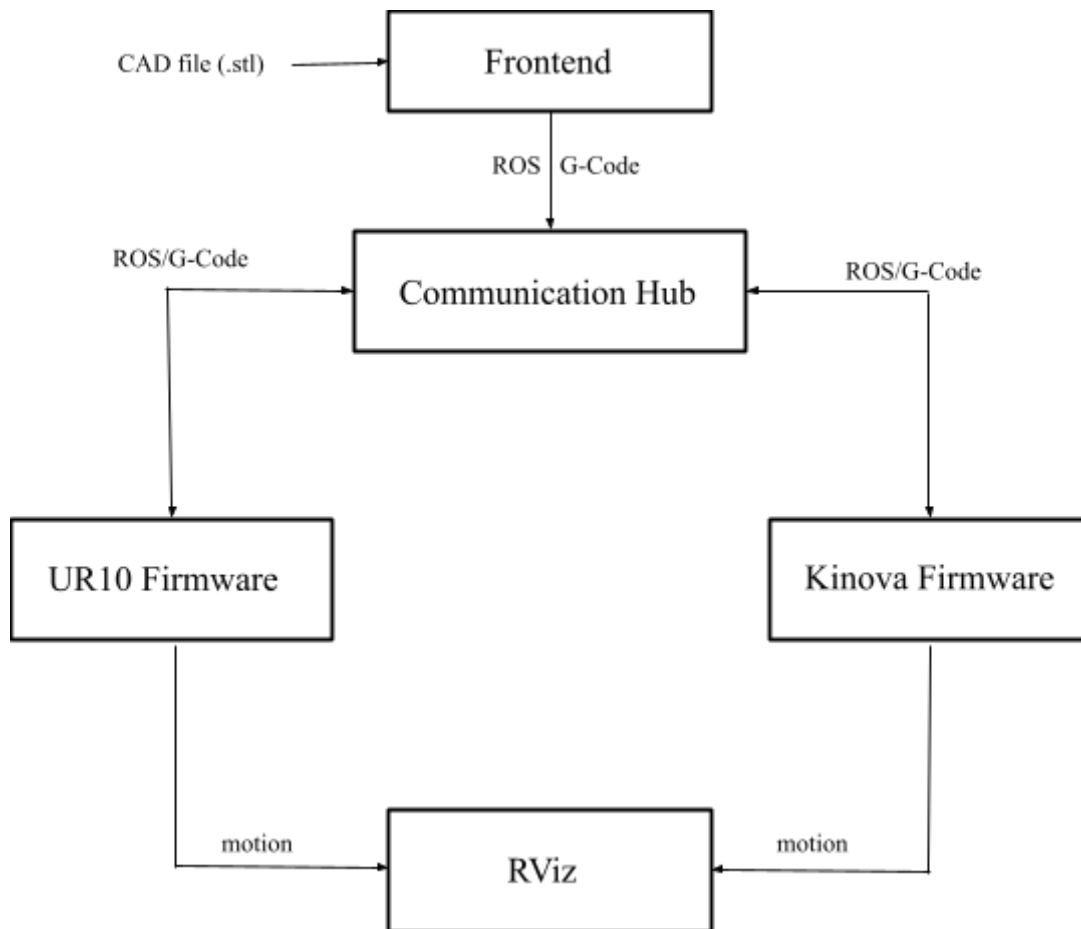 Frontend
CAD file (.stl)
ROS G-Code
ROS/G-Code
ROS/G-Code
Communication Hub
UR10 Firmware
Kinova Firmware
motion
motion
RViz